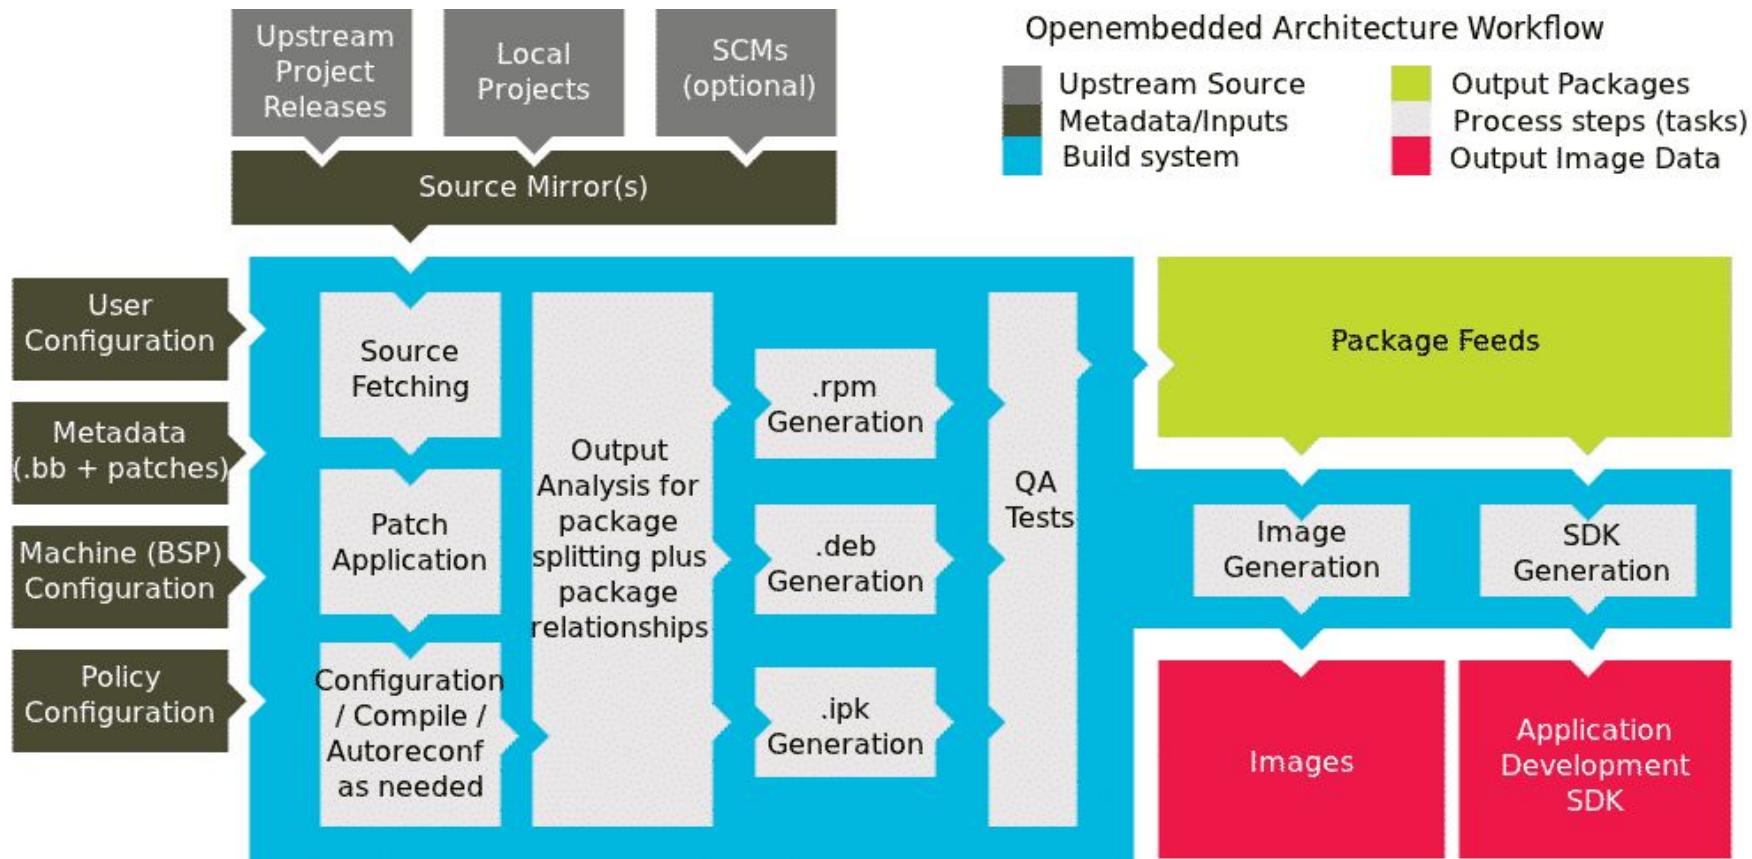 Upstream
Project
Releases
Local
Projects
SCMs
(optional)
Openembedded Architecture Workflow
Upstream Source
Metadata/Inputs
Build system
Output Packages
Process steps (tasks)
Output Image Data
Source Mirror(s)
User
Configuration
Metadata
(.bb + patches)
Machine (BSP)
Configuration
Policy
Configuration
Source
Fetching
Patch
Application
Configuration
/ Compile /
Autoreconf
as needed
Output
Analysis for
package
splitting plus
package
relationships
.rpm
Generation
.deb
Generation
.ipk
Generation
QA
Tests
Package Feeds
Image
Generation
SDK
Generation
Images
Application
Development
SDK